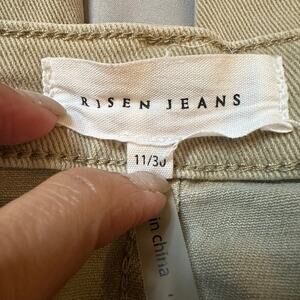 RISEN JEANS
11/30
in china